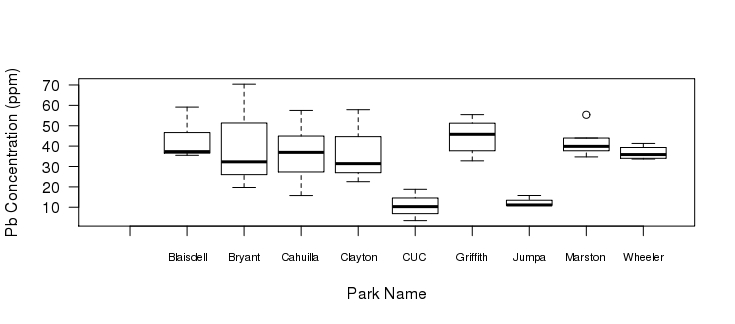 Pb Concentration (ppm)
70
60
50
40
30
20
10
Blaisdell Bryant Cahuilla Clayton CUC Griffith Jumpa Marston Wheeler
Park Name